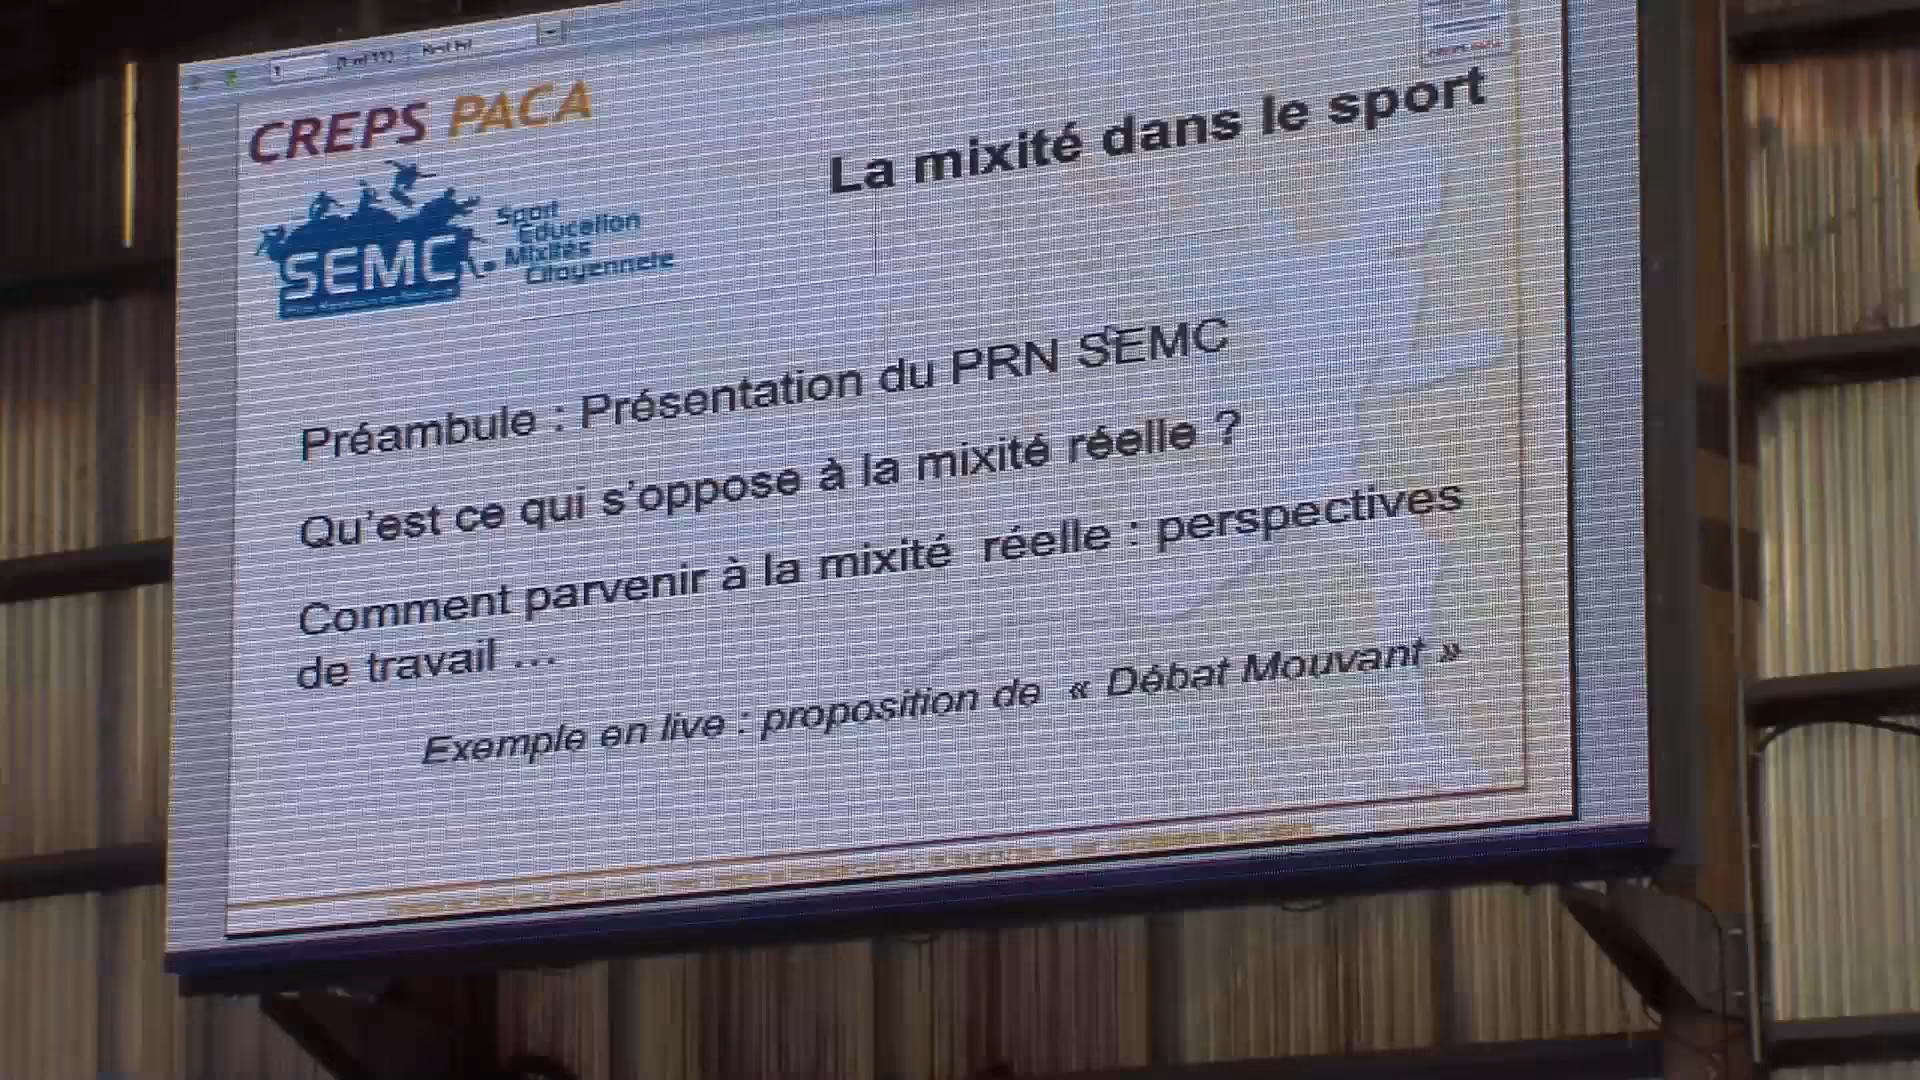 CREPS PACA
La mixité dans le sport
SEMC
Sport
Education
Mixités
Citoyenneté
Préambule : Présentation du PRN SEMC
Qu'est ce qui s'oppose à la mixité réelle ?
Comment parvenir à la mixité réelle : perspectives
de travail ...
Exemple en live : proposition de « Débat Mouvant »